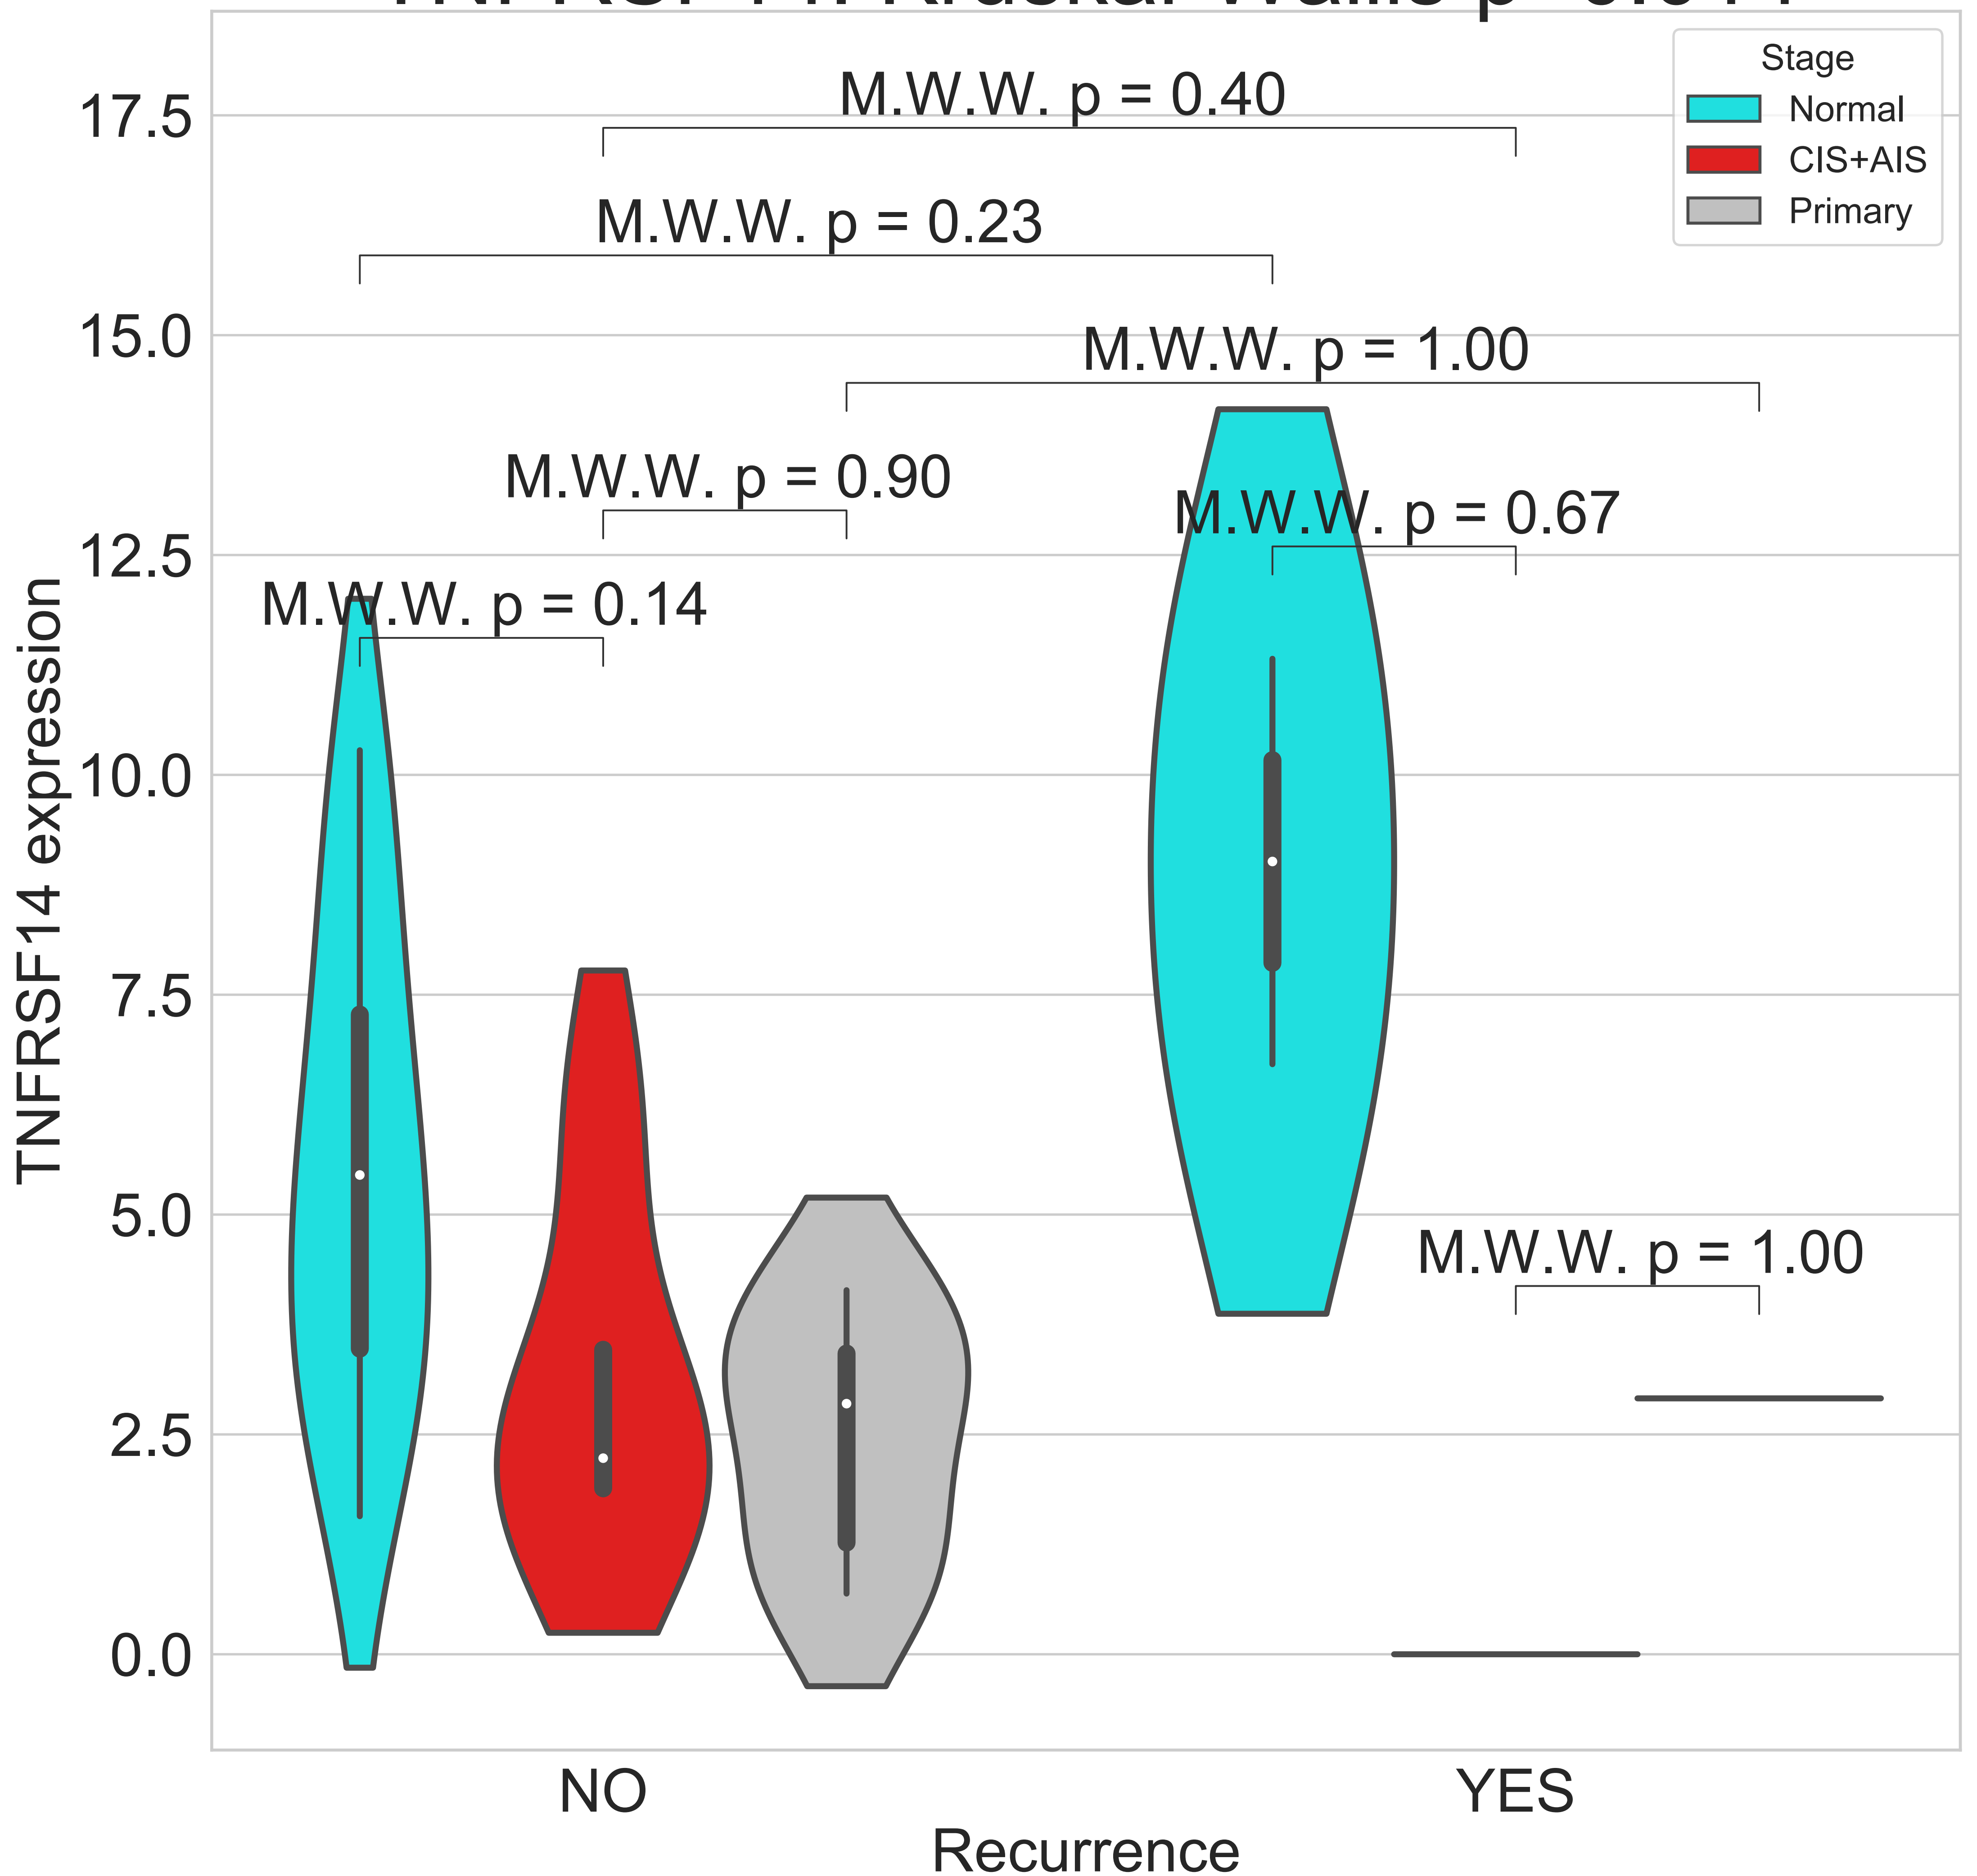 Stage
Normal
CIS+AIS
Primary
M.W.W. p = 0.40
M.W.W. p = 0.23
M.W.W. p = 1.00
M.W.W. p = 0.90
M.W.W. p = 0.67
M.W.W. p = 0.14
M.W.W. p = 1.00
17.5
15.0
12.5
10.0
7.5
5.0
2.5
0.0
TNFRSF14 expression
NO
YES
Recurrence